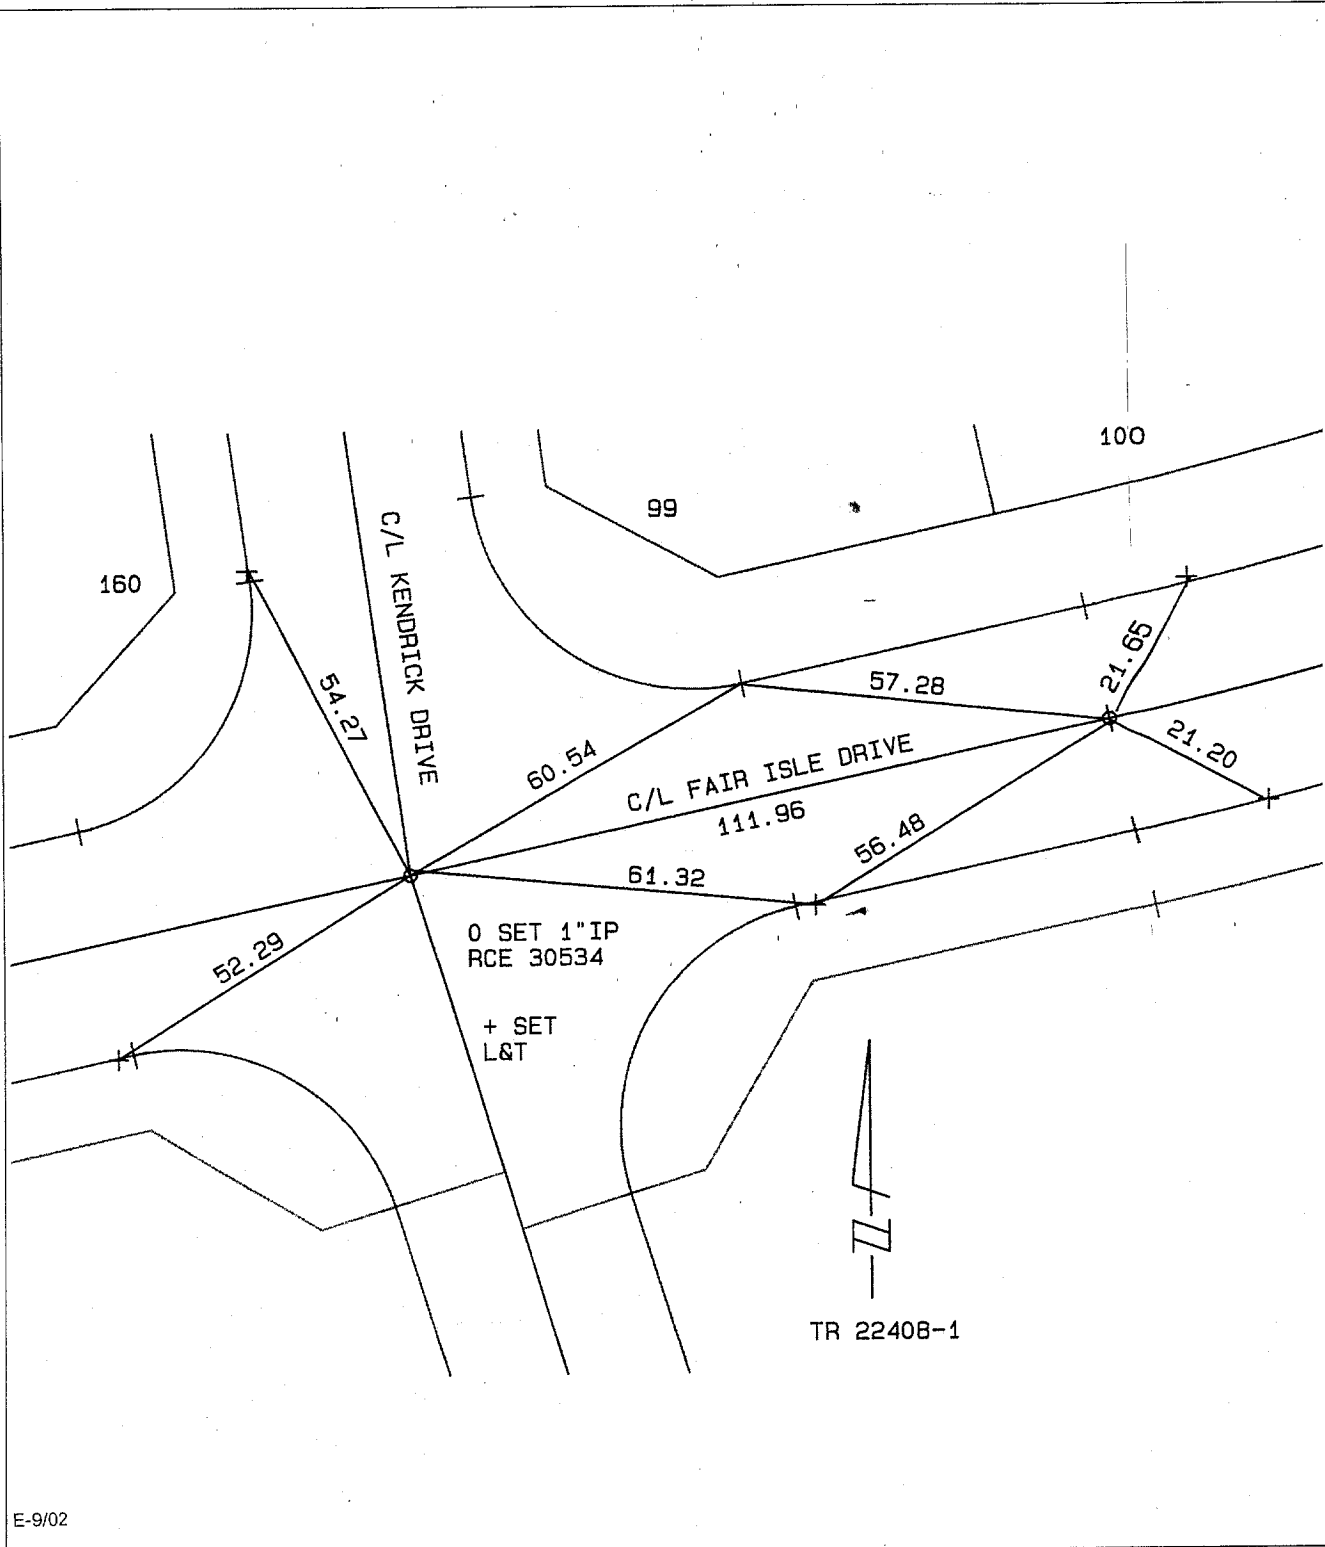 100
99
160
C/L KENDRICK DRIVE
54.27
60.54
57.28
21.65
21.20
C/L FAIR ISLE DRIVE
111.96
56.48
61.32
52.29
O SET 1"IP
RCE 30534
+ SET
L&T
N
TR 22408-1
E-9/02